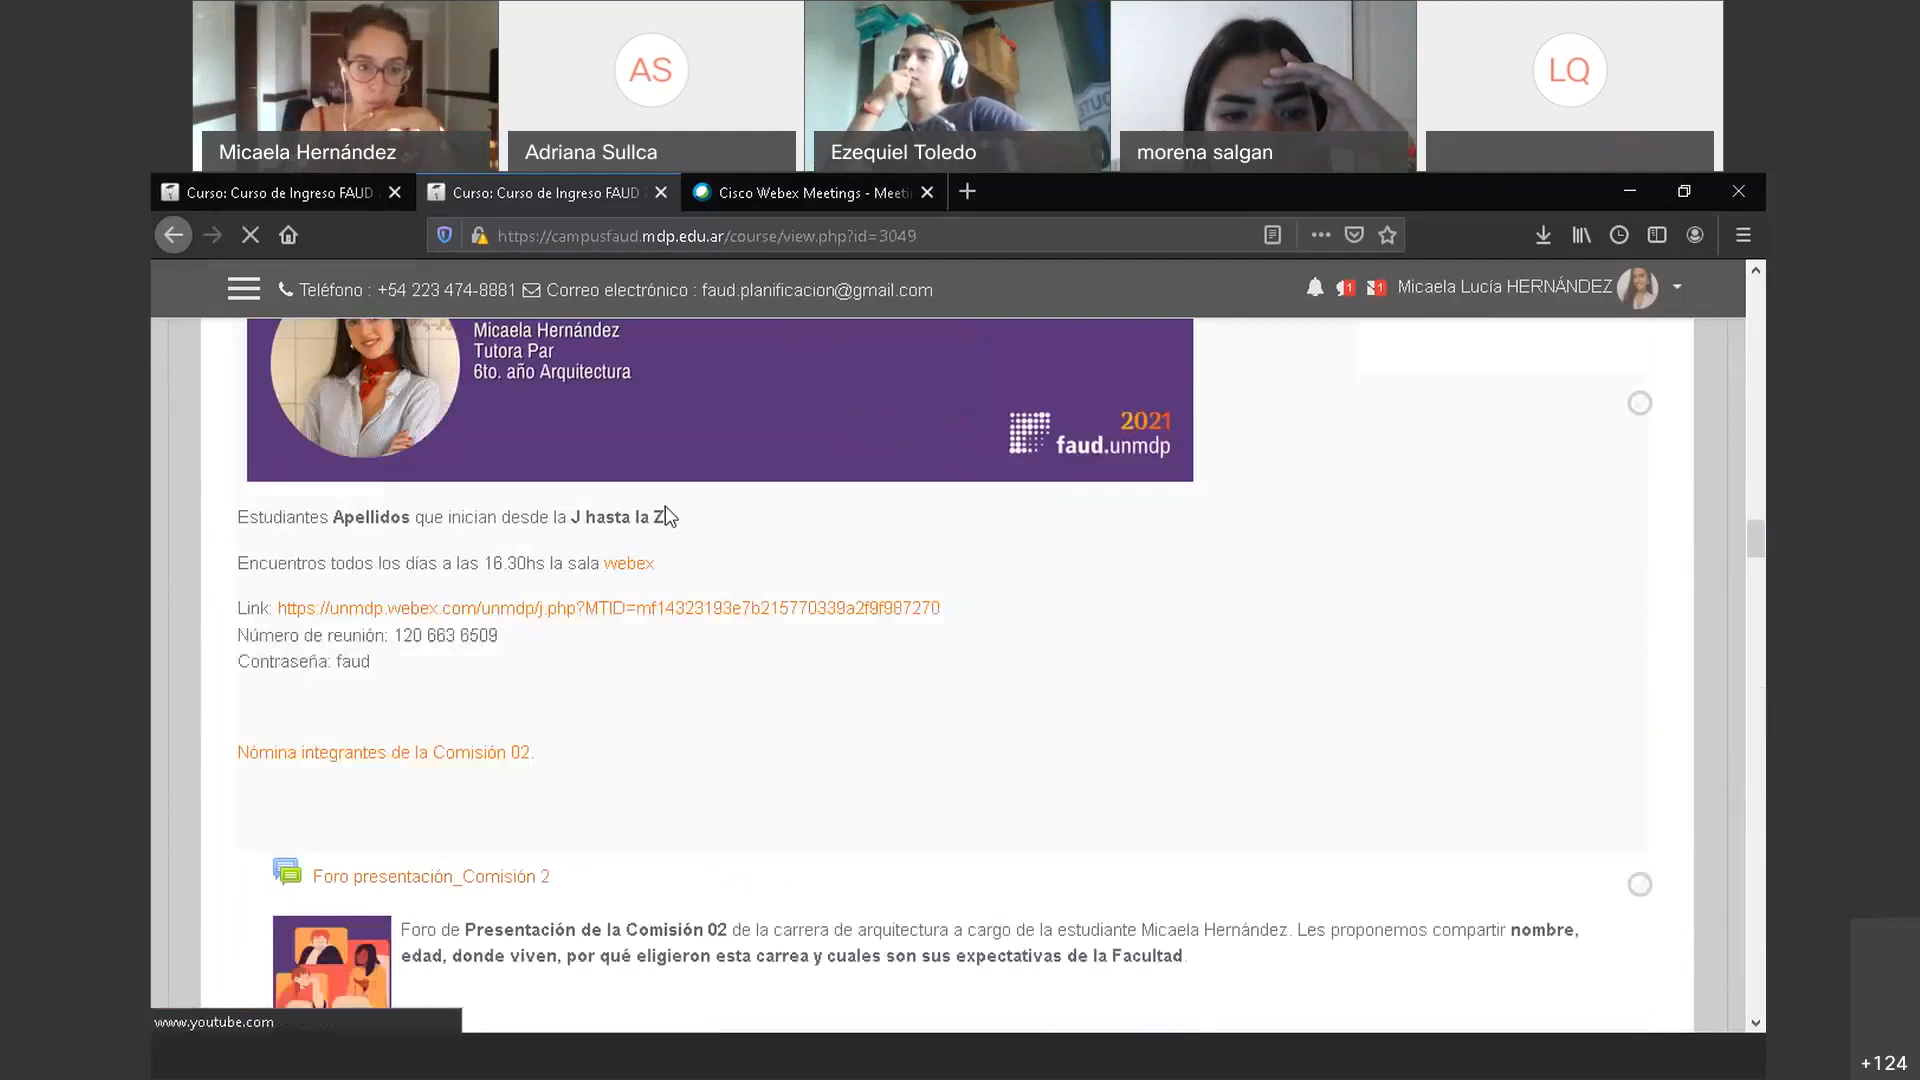 AS
LQ
Micaela Hernández
Adriana Sullca
Ezequiel Toledo
morena salgan
Curso: Curso de Ingreso FAUD
Curso: Curso de Ingreso FAUD
Cisco Webex Meetings - Meeti
https://campusfaud.mdp.edu.ar/course/view.php?id=3049
Teléfono : +54 223 474-8881 Correo electrónico : faud.planificacion@gmail.com
1 1 Micaela Lucía HERNÁNDEZ
Micaela Hernández
Tutora Par
6to. año Arquitectura
2021
faud.unmdp
Estudiantes Apellidos que inician desde la J hasta la Z
Encuentros todos los días a las 16.30hs la sala webex
Link: https://unmdp.webex.com/unmdp/j.php?MTID=mf14323193e7b215770339a2f9f987270
Número de reunión: 120 663 6509
Contraseña: faud
Nómina integrantes de la Comisión 02.
Foro presentación_Comisión 2
Foro de Presentación de la Comisión 02 de la carrera de arquitectura a cargo de la estudiante Micaela Hernández. Les proponemos compartir nombre,
edad, donde viven, por qué eligieron esta carrea y cuales son sus expectativas de la Facultad.
www.youtube.com
+124